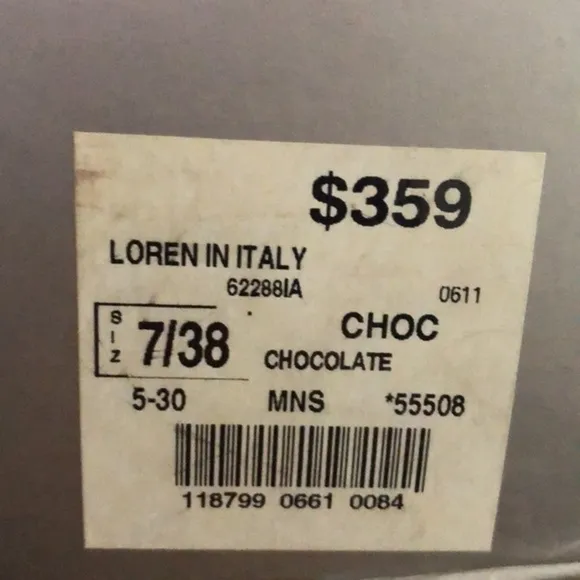 $359
LOREN IN ITALY
62288IA 0611
SIZ 7/38 CHOC
CHOCOLATE
5-30 MNS *55508
118799 0661 0084